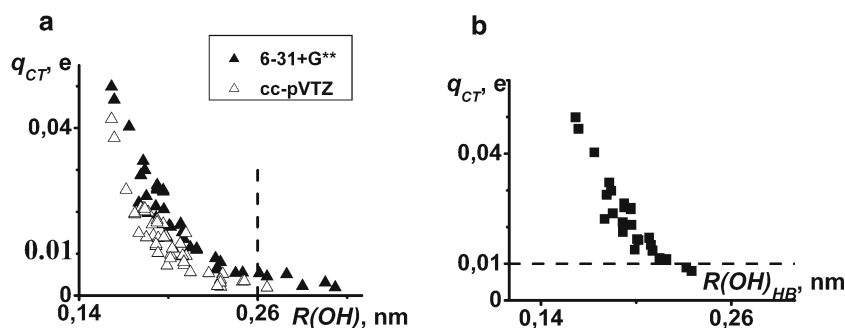 a
▲ 6-31+G**
△ cc-pVTZ
q_CT, e
0,04
0.01
0
0,14
0,26
R(OH), nm
b
q_CT, e
0,04
0,01
0
0,14
0,26
R(OH)_HB, nm